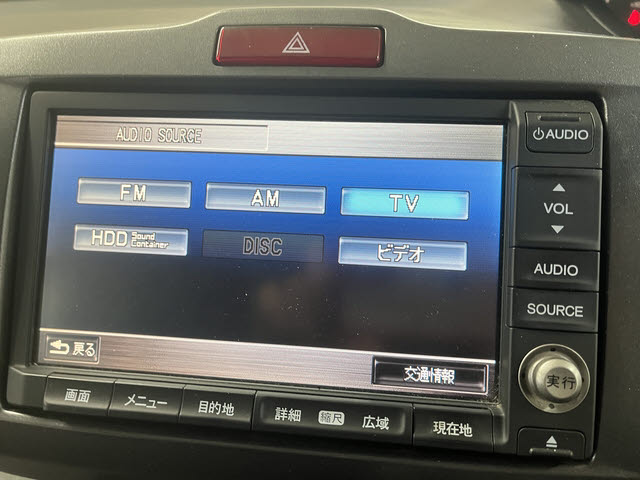 AUDIO SOURCE
FM AM TV
HDD Sound Container DISC ビデオ
戻る
交通情報
AUDIO
VOL
AUDIO
SOURCE
実行
画面 メニュー 目的地 詳細 縮尺 広域 現在地